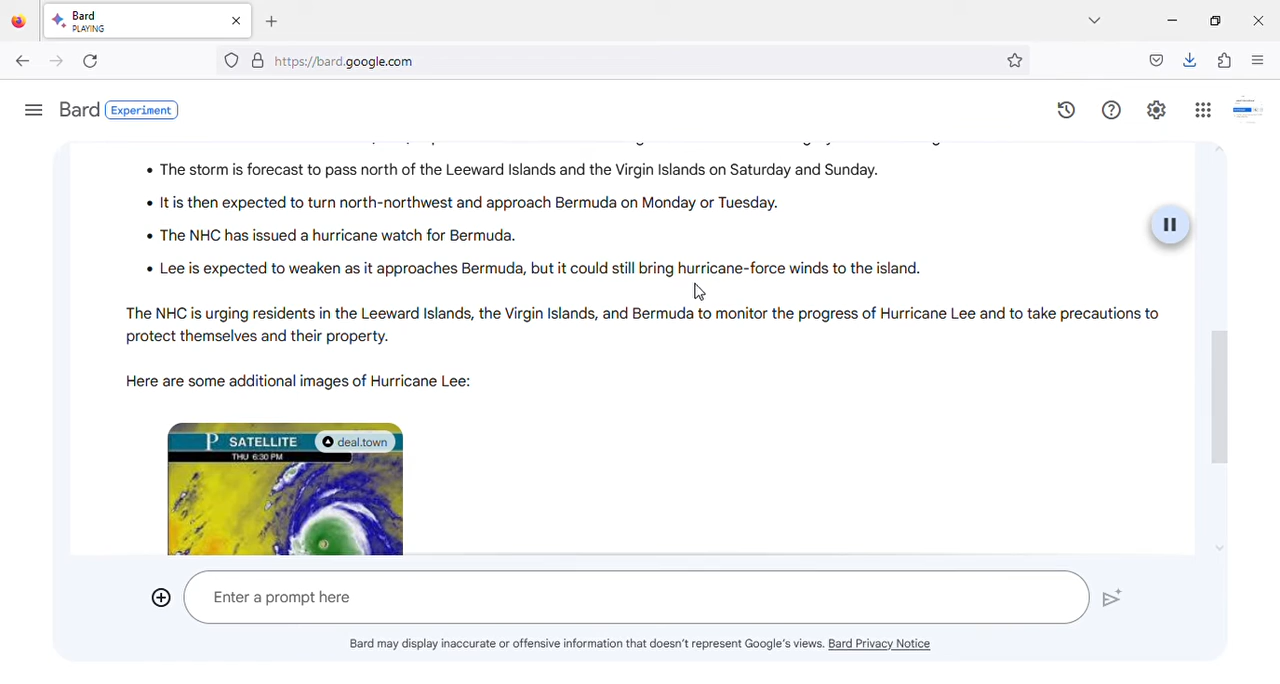 Bard
PLAYING
https://bard.google.com
Bard Experiment
• The storm is forecast to pass north of the Leeward Islands and the Virgin Islands on Saturday and Sunday.
• It is then expected to turn north-northwest and approach Bermuda on Monday or Tuesday.
• The NHC has issued a hurricane watch for Bermuda.
• Lee is expected to weaken as it approaches Bermuda, but it could still bring hurricane-force winds to the island.
The NHC is urging residents in the Leeward Islands, the Virgin Islands, and Bermuda to monitor the progress of Hurricane Lee and to take precautions to
protect themselves and their property.
Here are some additional images of Hurricane Lee:
P SATELLITE
deal.town
THU 6:30 PM
Enter a prompt here
Bard may display inaccurate or offensive information that doesn't represent Google's views. Bard Privacy Notice